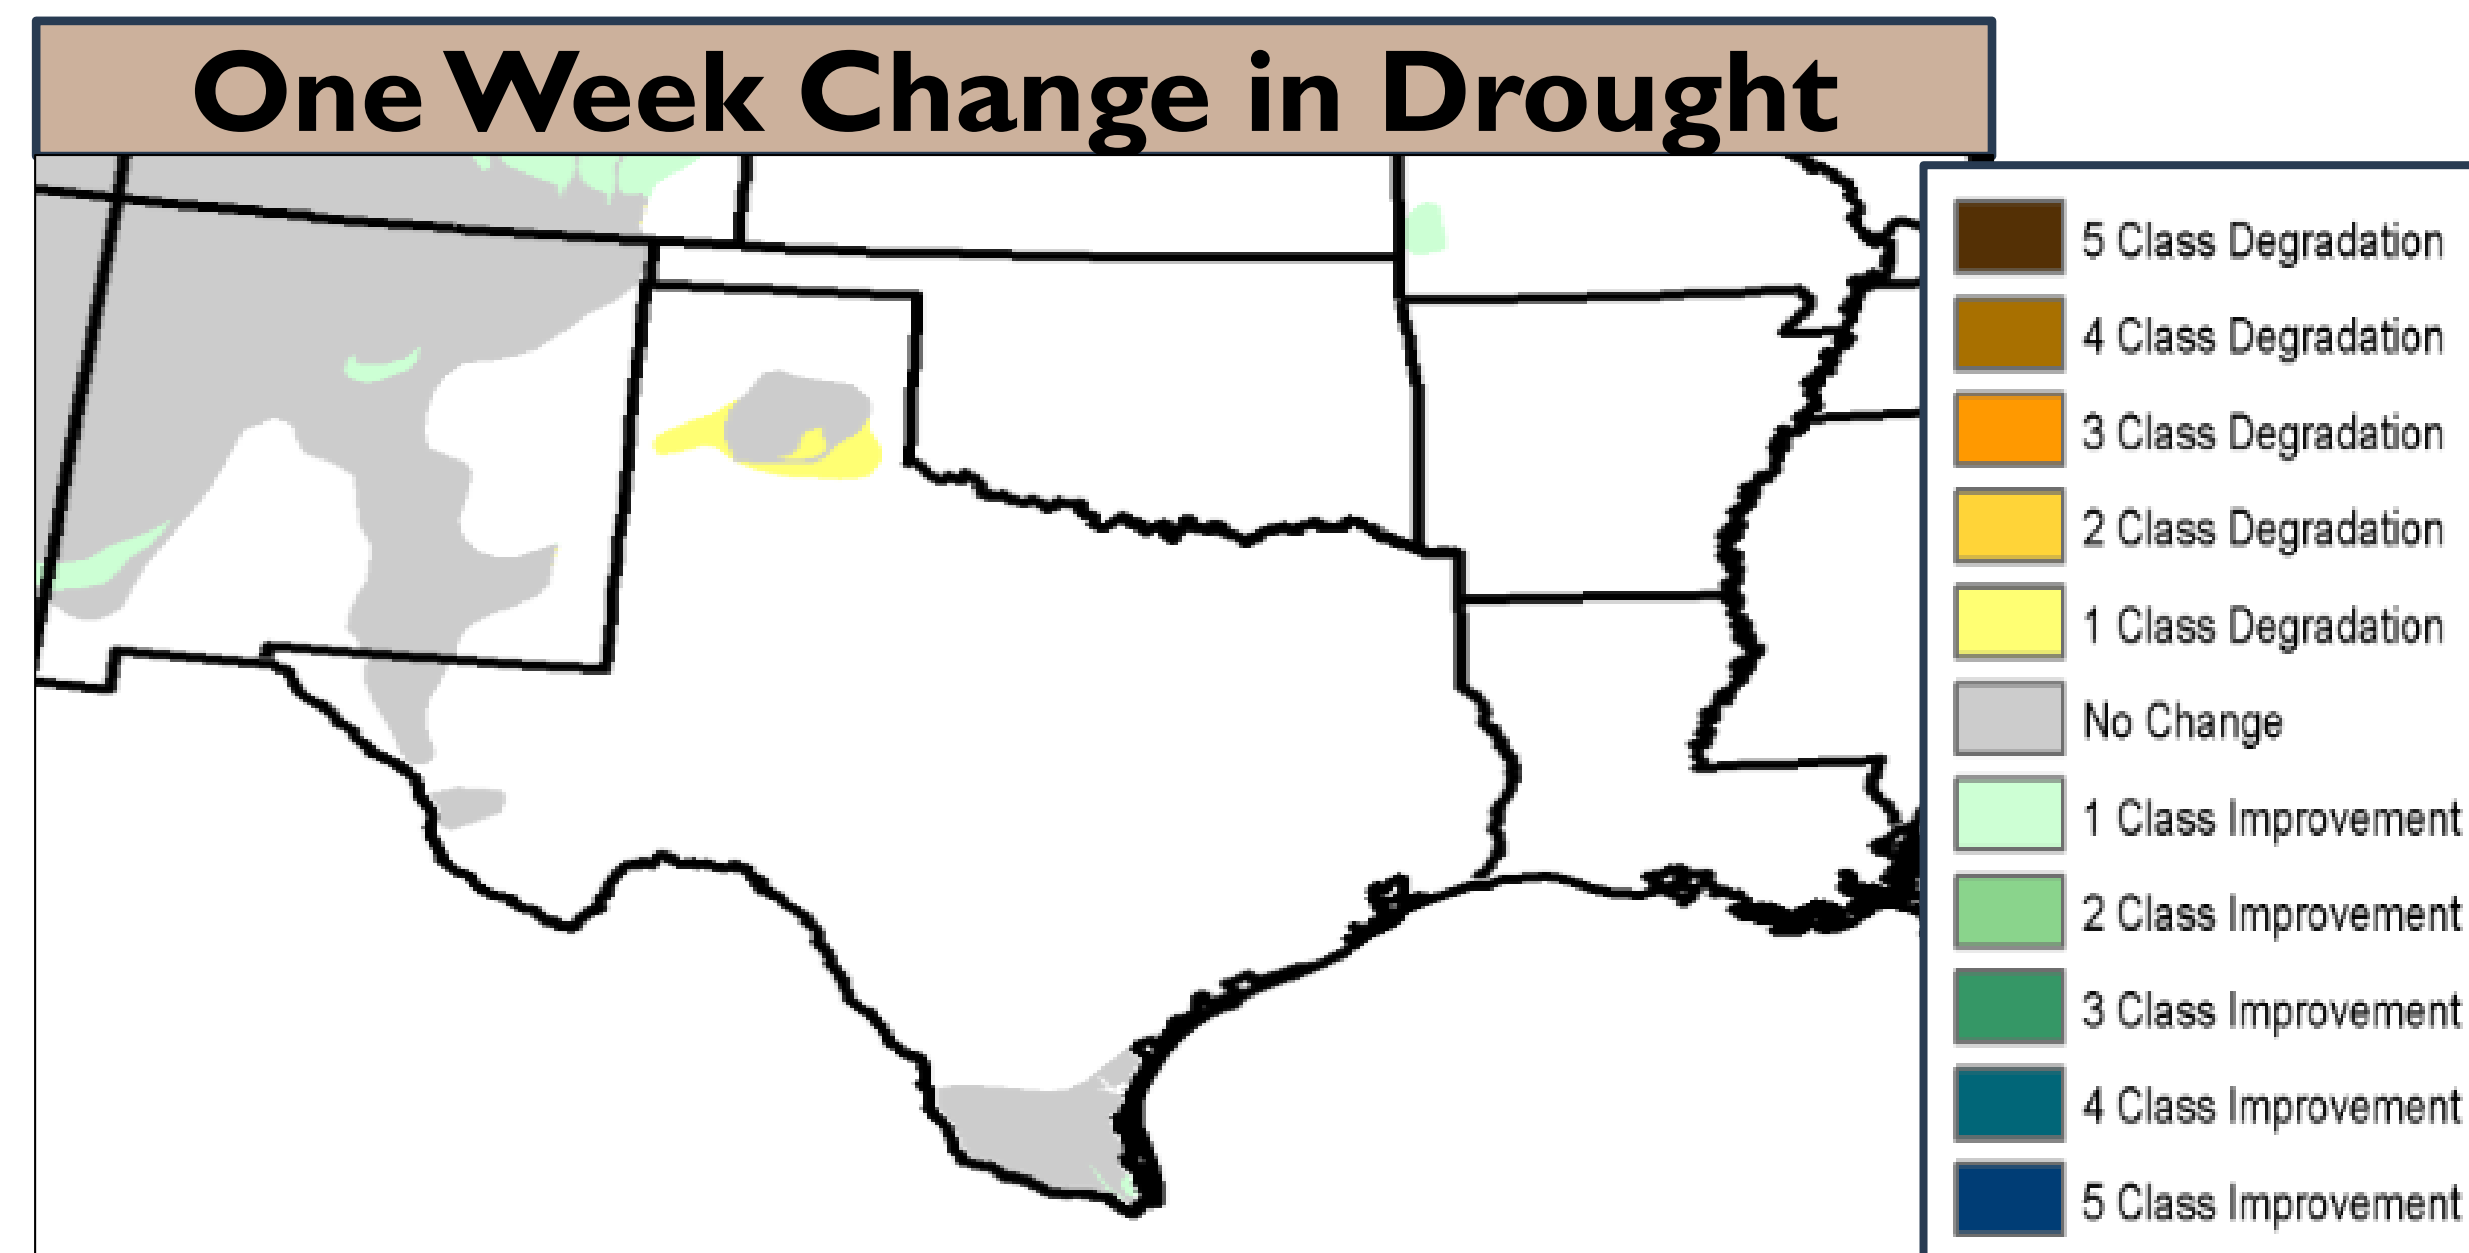 One Week Change in Drought
5 Class Degradation
4 Class Degradation
3 Class Degradation
2 Class Degradation
1 Class Degradation
No Change
1 Class Improvement
2 Class Improvement
3 Class Improvement
4 Class Improvement
5 Class Improvement